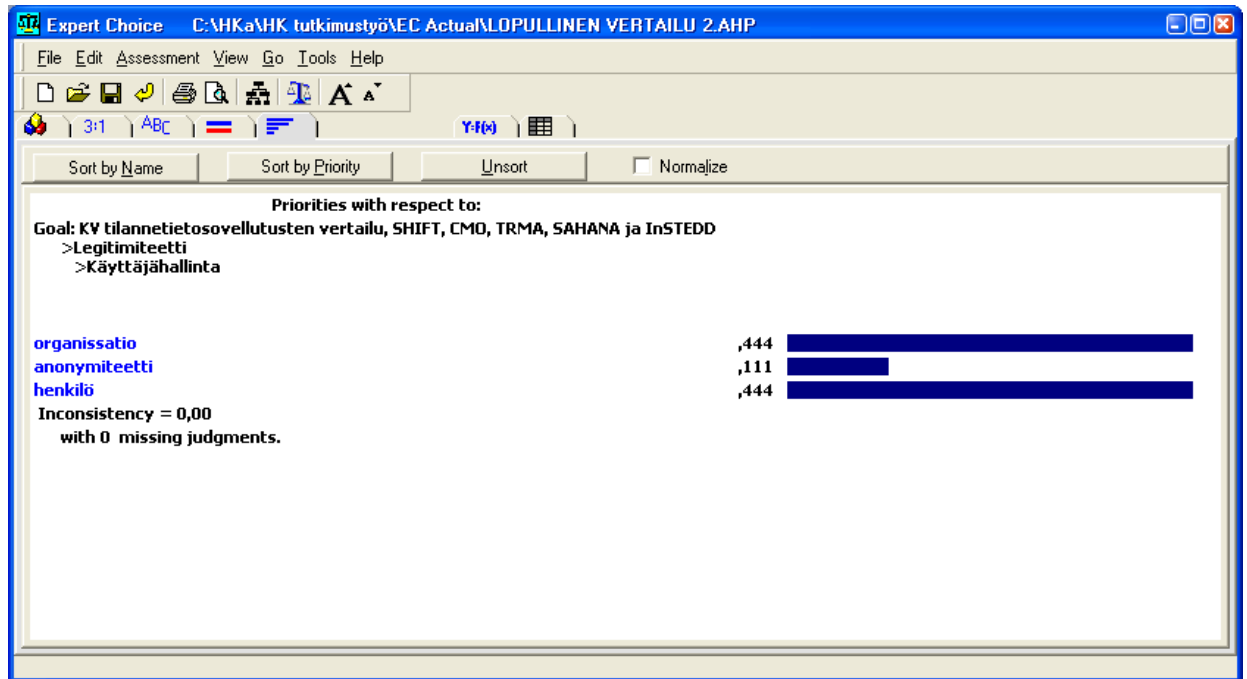 Expert Choice C:\HKa\HK tutkimustyö\EC Actual\LOPULLINEN VERTAILU 2.AHP
File Edit Assessment View Go Tools Help
A A
3:1 ABC Y=F(x)
Sort by Name Sort by Priority Unsort Normalize
Priorities with respect to:
Goal: KV tilannetietosovellutusten vertailu, SHIFT, CMO, TRMA, SAHANA ja InSTEDD
>Legitimiteetti
>Käyttäjähallinta
organissatio ,444
anonymiteetti ,111
henkilö ,444
Inconsistency = 0,00
with 0 missing judgments.